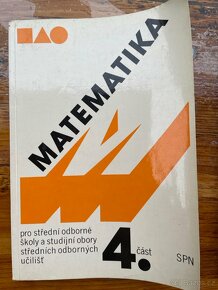 MATEMATIKA
pro střední odborné
školy a studijní obory
středních odborných
učilišť
4. část
SPN